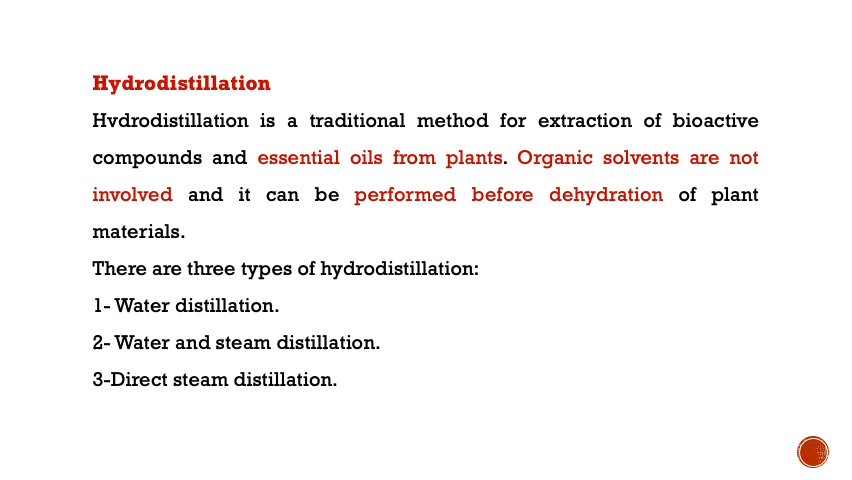 Hydrodistillation
Hvdrodistillation is a traditional method for extraction of bioactive
compounds and essential oils from plants. Organic solvents are not
involved and it can be performed before dehydration of plant
materials.
There are three types of hydrodistillation:
1- Water distillation.
2- Water and steam distillation.
3-Direct steam distillation.